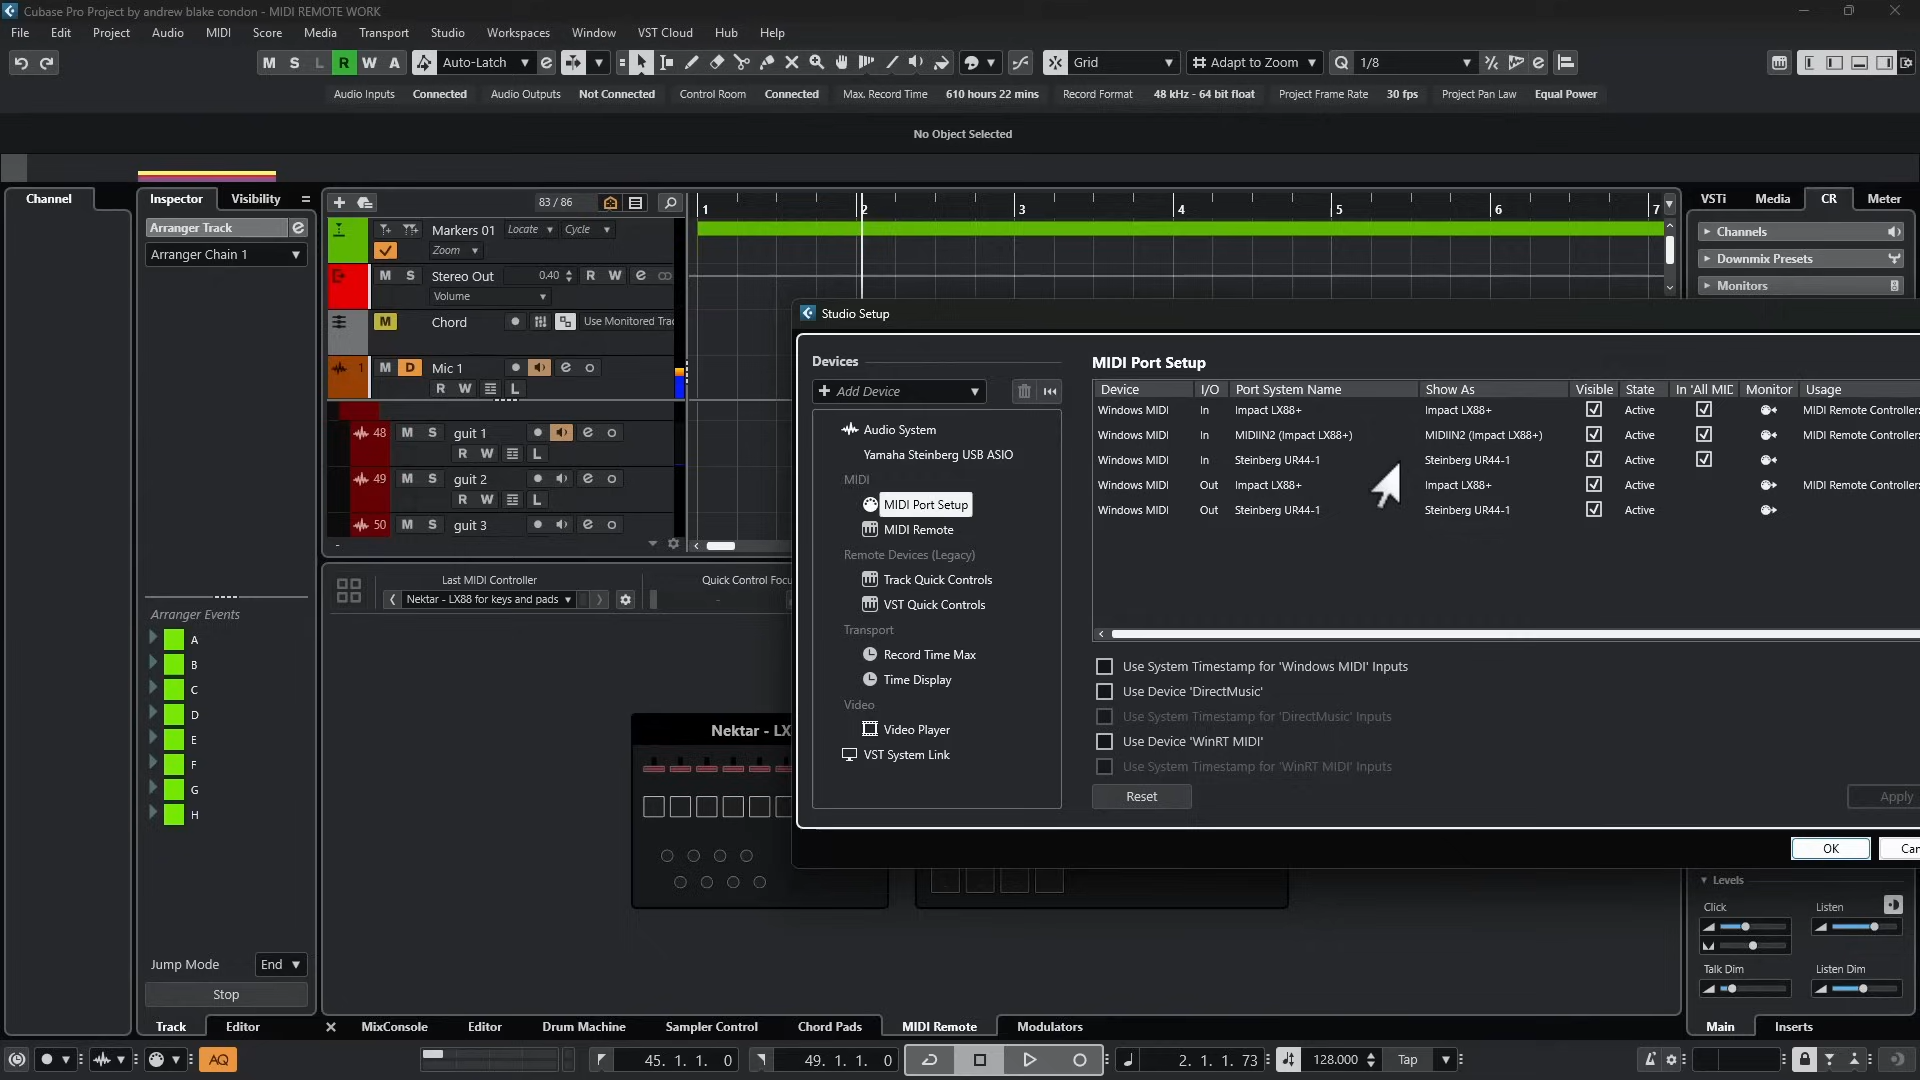 Cubase Pro Project by andrew blake condon - MIDI REMOTE WORK
File Edit Project Audio MIDI Score Media Transport Studio Workspaces Window VST Cloud Hub Help
M S L R W A Auto-Latch Grid Adapt to Zoom 1/8
Audio Inputs Connected Audio Outputs Not Connected Control Room Connected Max. Record Time 610 hours 22 mins Record Format 48 kHz - 64 bit float Project Frame Rate 30 fps Project Pan Law Equal Power
No Object Selected
Channel
Inspector Visibility
Arranger Track
Arranger Chain 1
Arranger Events
A
B
C
D
E
F
G
H
Jump Mode End
Stop
Track Editor
83 / 86
1 2 3 4 5 6 7
Markers 01 Locate Cycle
Zoom
M S Stereo Out 0.40 R W
Volume
M Chord Use Monitored Trac
1 M D Mic 1
R W L
48 M S guit 1
R W L
49 M S guit 2
R W L
50 M S guit 3
Last MIDI Controller Quick Control Focu
Nektar - LX88 for keys and pads
Nektar - LX
Studio Setup
Devices
Add Device
Audio System
Yamaha Steinberg USB ASIO
MIDI
MIDI Port Setup
MIDI Remote
Remote Devices (Legacy)
Track Quick Controls
VST Quick Controls
Transport
Record Time Max
Time Display
Video
Video Player
VST System Link
MIDI Port Setup
Device I/O Port System Name Show As Visible State In 'All MIC Monitor Usage
Windows MIDI In Impact LX88+ Impact LX88+ Active MIDI Remote Controller:
Windows MIDI In MIDIIN2 (Impact LX88+) MIDIIN2 (Impact LX88+) Active MIDI Remote Controller:
Windows MIDI In Steinberg UR44-1 Steinberg UR44-1 Active
Windows MIDI Out Impact LX88+ Impact LX88+ Active MIDI Remote Controller:
Windows MIDI Out Steinberg UR44-1 Steinberg UR44-1 Active
Use System Timestamp for 'Windows MIDI' Inputs
Use Device 'DirectMusic'
Use System Timestamp for 'DirectMusic' Inputs
Use Device 'WinRT MIDI'
Use System Timestamp for 'WinRT MIDI' Inputs
Reset
Apply
OK Can
VSTi Media CR Meter
Channels
Downmix Presets
Monitors
Levels
Click Listen
Talk Dim Listen Dim
Main Inserts
MixConsole Editor Drum Machine Sampler Control Chord Pads MIDI Remote Modulators
AQ 45. 1. 1. 0 49. 1. 1. 0 2. 1. 1. 73 128.000 Tap